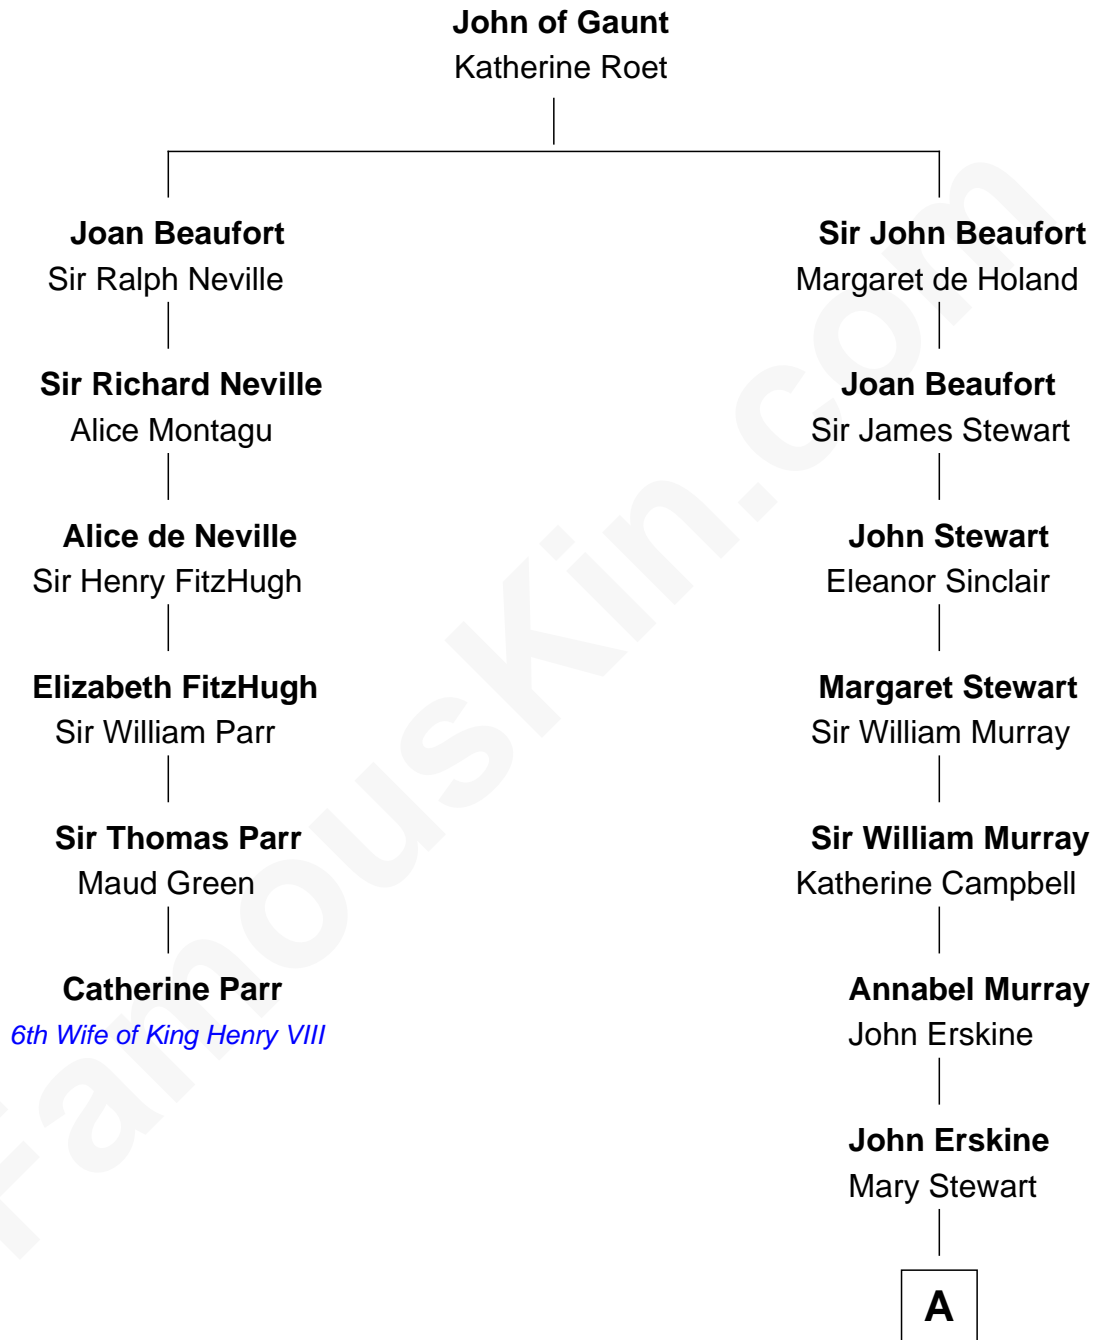 John of Gaunt
Katherine Roet
Joan Beaufort
Sir Ralph Neville
Sir Richard Neville
Alice Montagu
Alice de Neville
Sir Henry FitzHugh
Elizabeth FitzHugh
Sir William Parr
Sir Thomas Parr
Maud Green
Catherine Parr
6th Wife of King Henry VIII
Sir John Beaufort
Margaret de Holand
Joan Beaufort
Sir James Stewart
John Stewart
Eleanor Sinclair
Margaret Stewart
Sir William Murray
Sir William Murray
Katherine Campbell
Annabel Murray
John Erskine
John Erskine
Mary Stewart
A
FamousKin.com